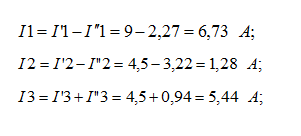 I1 = I'1 − I"1 = 9 − 2,27 = 6,73 A;
I2 = I'2 − I"2 = 4,5 − 3,22 = 1,28 A;
I3 = I'3 + I"3 = 4,5 + 0,94 = 5,44 A;